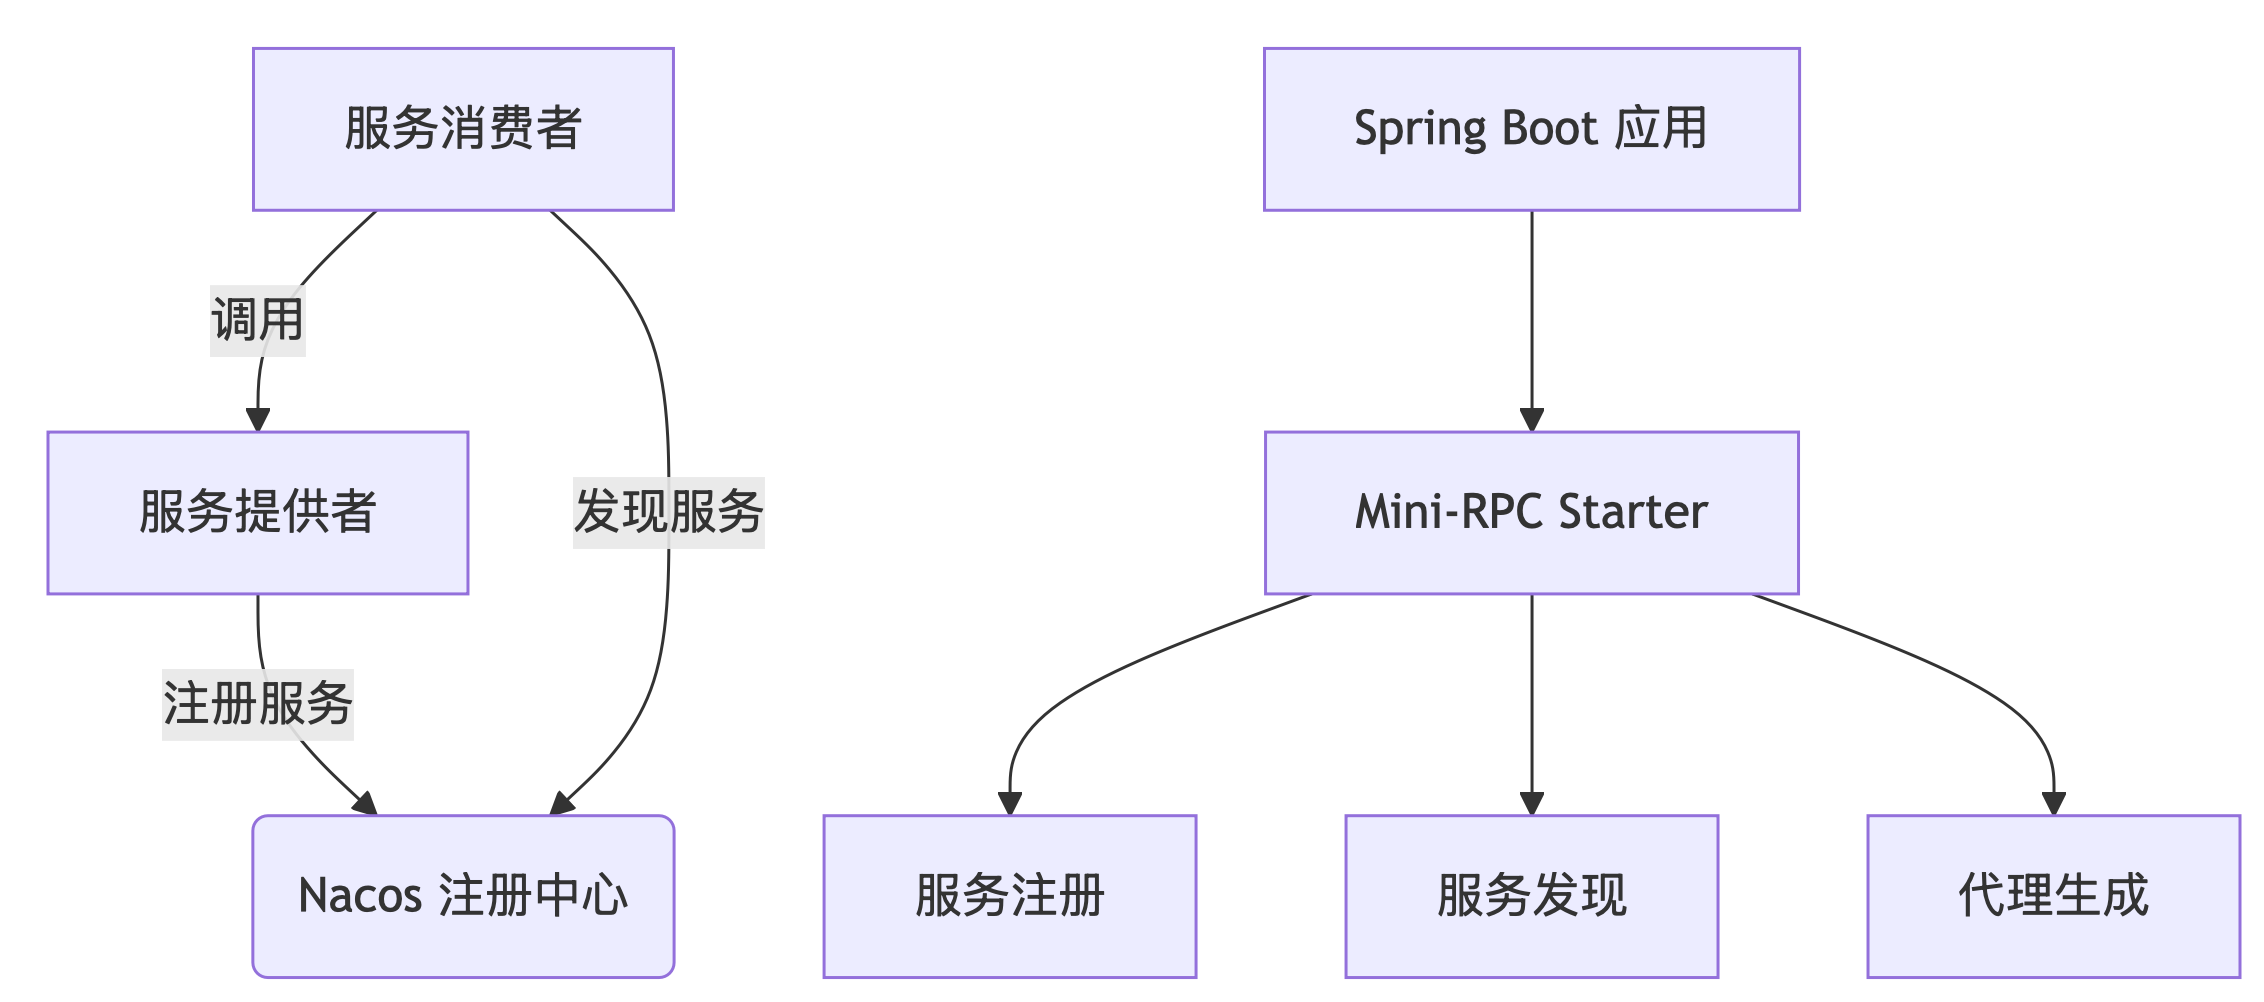 服务消费者
Spring Boot 应用
调用
服务提供者
发现服务
Mini-RPC Starter
注册服务
Nacos 注册中心
服务注册
服务发现
代理生成